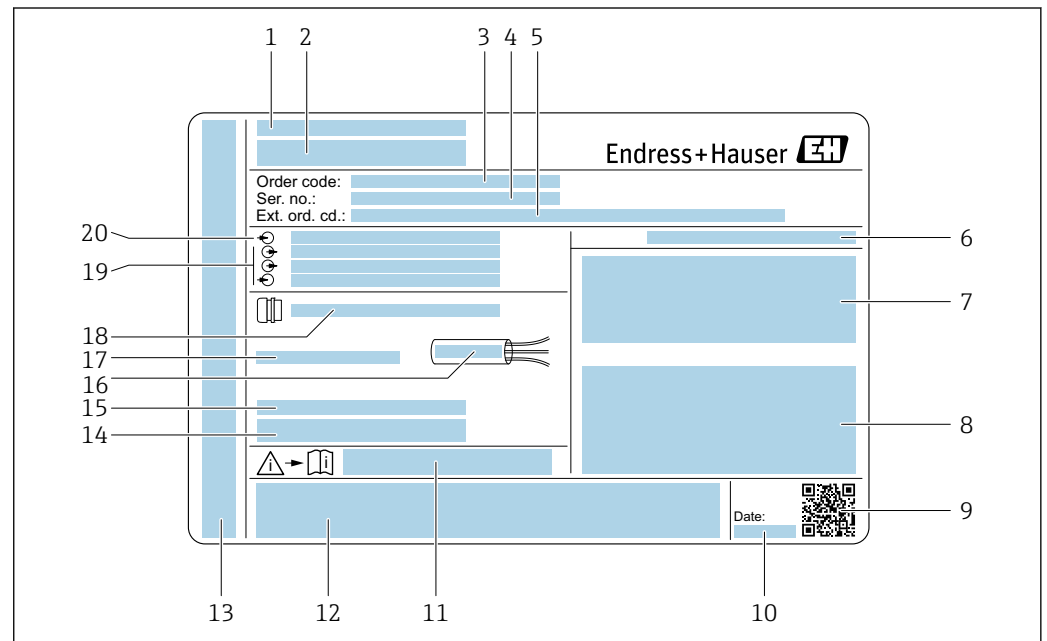 1 2 3 4 5
Endress+Hauser EH
Order code:
Ser. no.:
Ext. ord. cd.:
20
6
19
7
18
17
16
15
14
8
i i
Date:
9
13 12 11 10